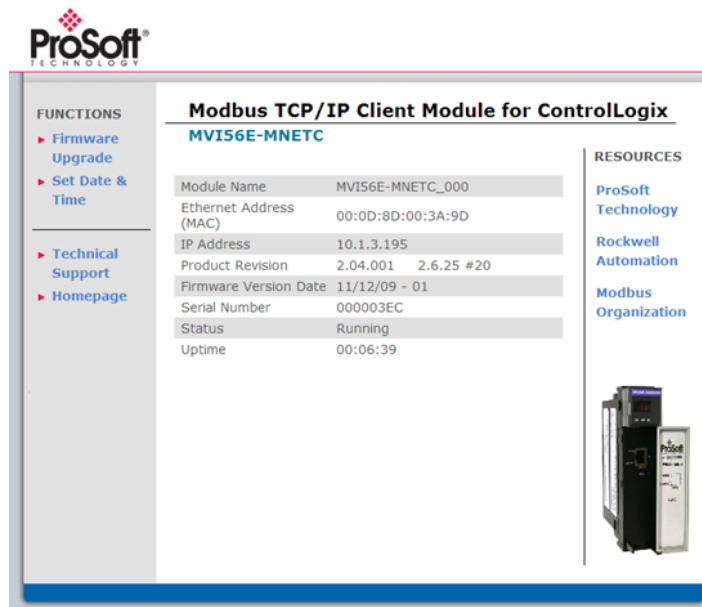 ProSoft®
TECHNOLOGY
FUNCTIONS
Firmware
Upgrade
Set Date &
Time
Technical
Support
Homepage
Modbus TCP/IP Client Module for ControlLogix
MVI56E-MNETC
Module Name MVI56E-MNETC_000
Ethernet Address
(MAC) 00:0D:8D:00:3A:9D
IP Address 10.1.3.195
Product Revision 2.04.001 2.6.25 #20
Firmware Version Date 11/12/09 - 01
Serial Number 000003EC
Status Running
Uptime 00:06:39
RESOURCES
ProSoft
Technology
Rockwell
Automation
Modbus
Organization
ProSoft